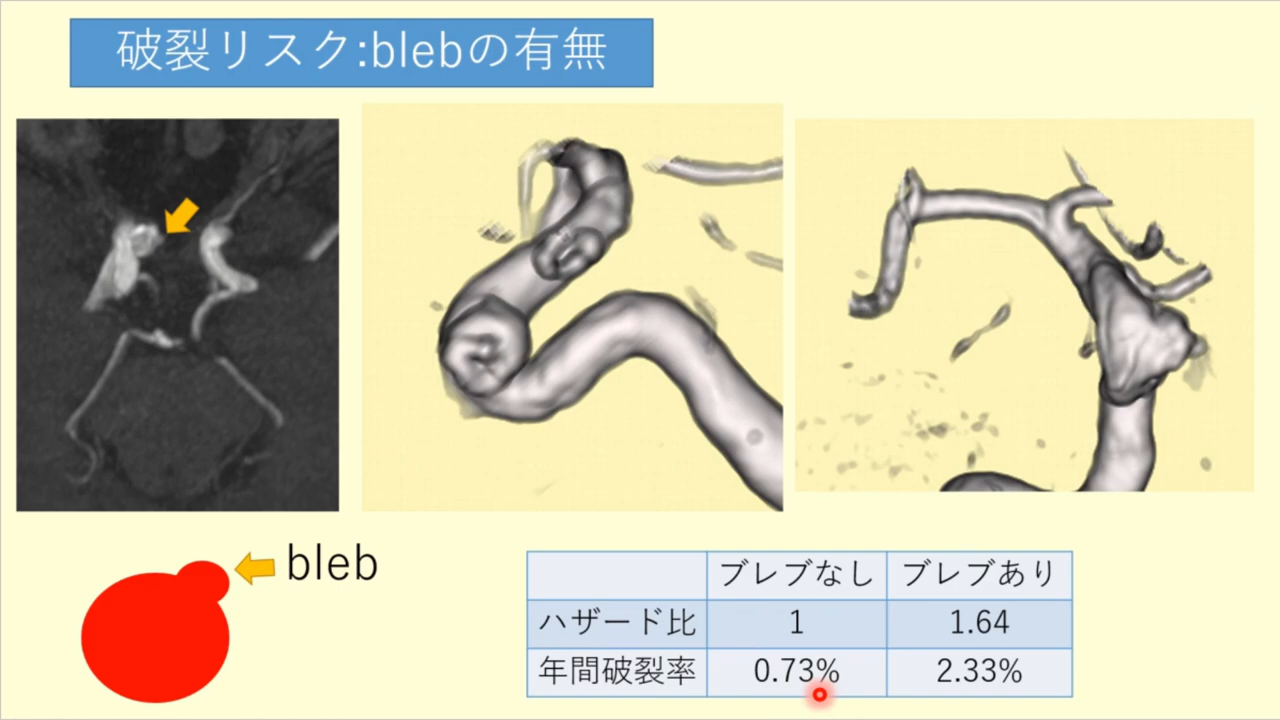 破裂リスク:blebの有無
bleb
ブレブなし ブレブあり
ハザード比 1 1.64
年間破裂率 0.73% 2.33%